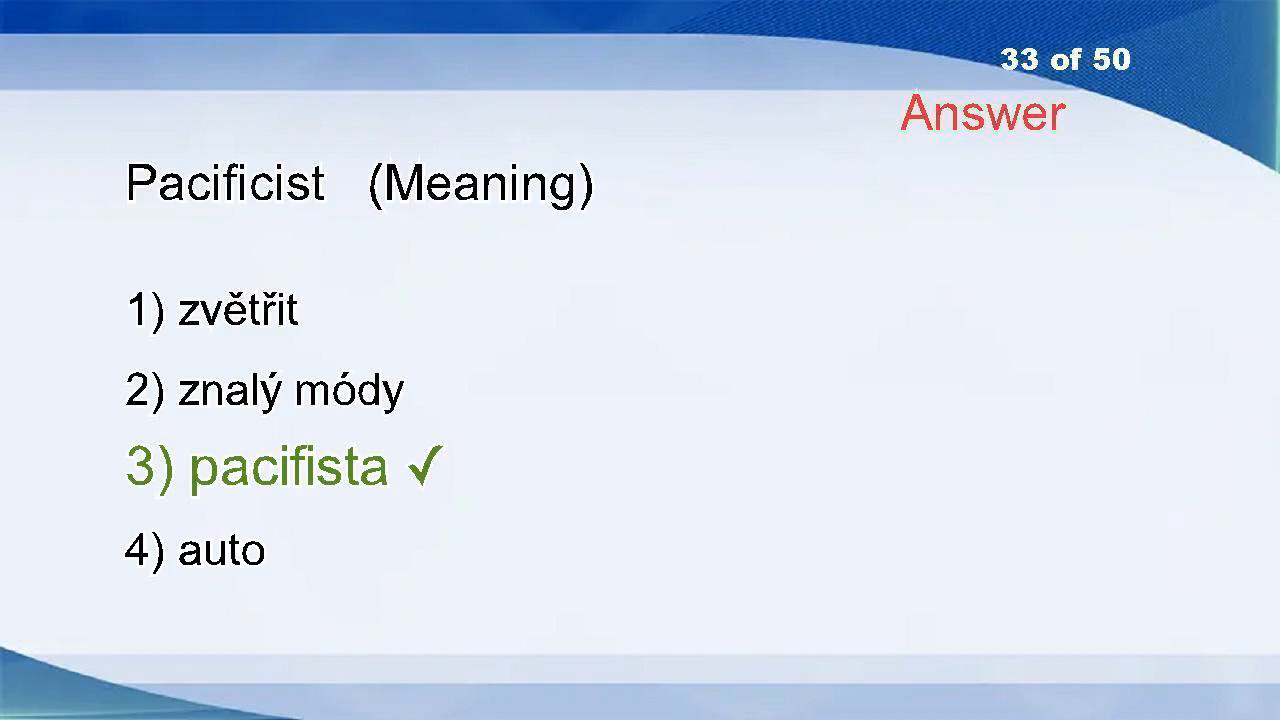 33 of 50
Answer
Pacificist (Meaning)
1) zvětřit
2) znalý módy
3) pacifista ✓
4) auto